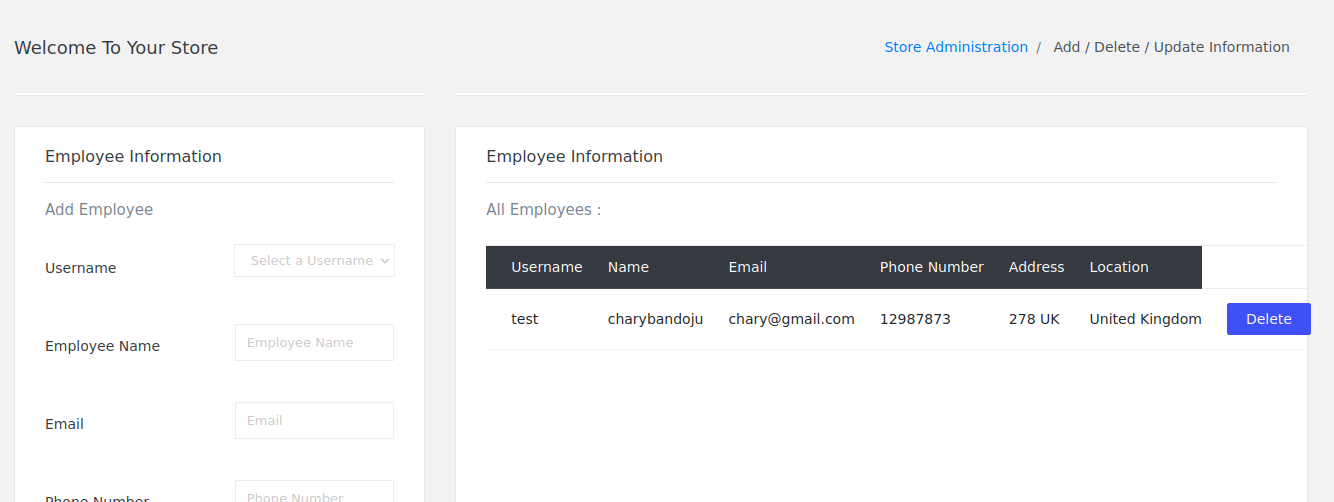 Welcome To Your Store
Store Administration / Add / Delete / Update Information
Employee Information
Add Employee
Username
Select a Username
Employee Name
Employee Name
Email
Email
Phone Number
Phone Number
Employee Information
All Employees :
Username Name Email Phone Number Address Location
test charybandoju chary@gmail.com 12987873 278 UK United Kingdom Delete